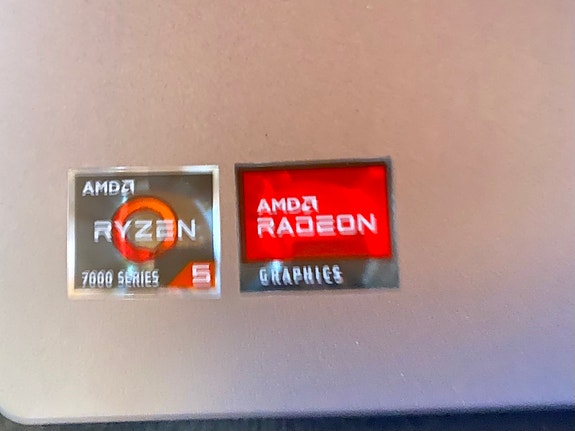 AMD
RYZEN
7000 SERIES 5
AMD
RADEON
GRAPHICS